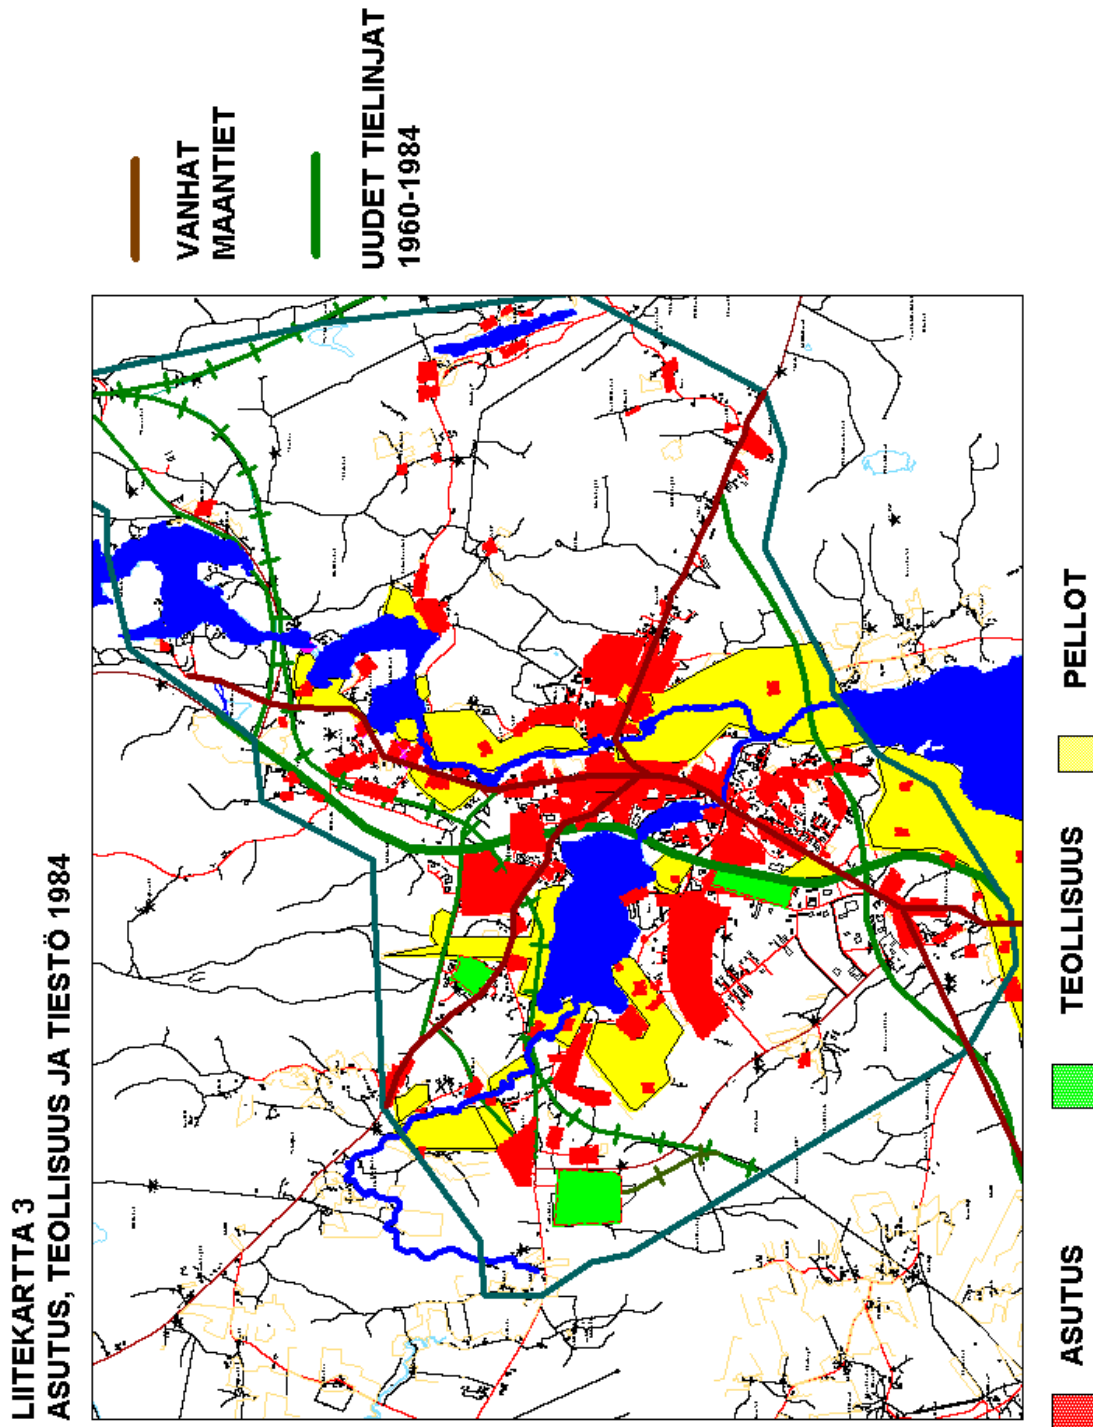 LIITEKARTTA 3
ASUTUS, TEOLLISUUS JA TIESTÖ 1984
VANHAT
MAANTIET
UUDET TIELINJAT
1960-1984
ASUTUS
TEOLLISUUS
PELLOT